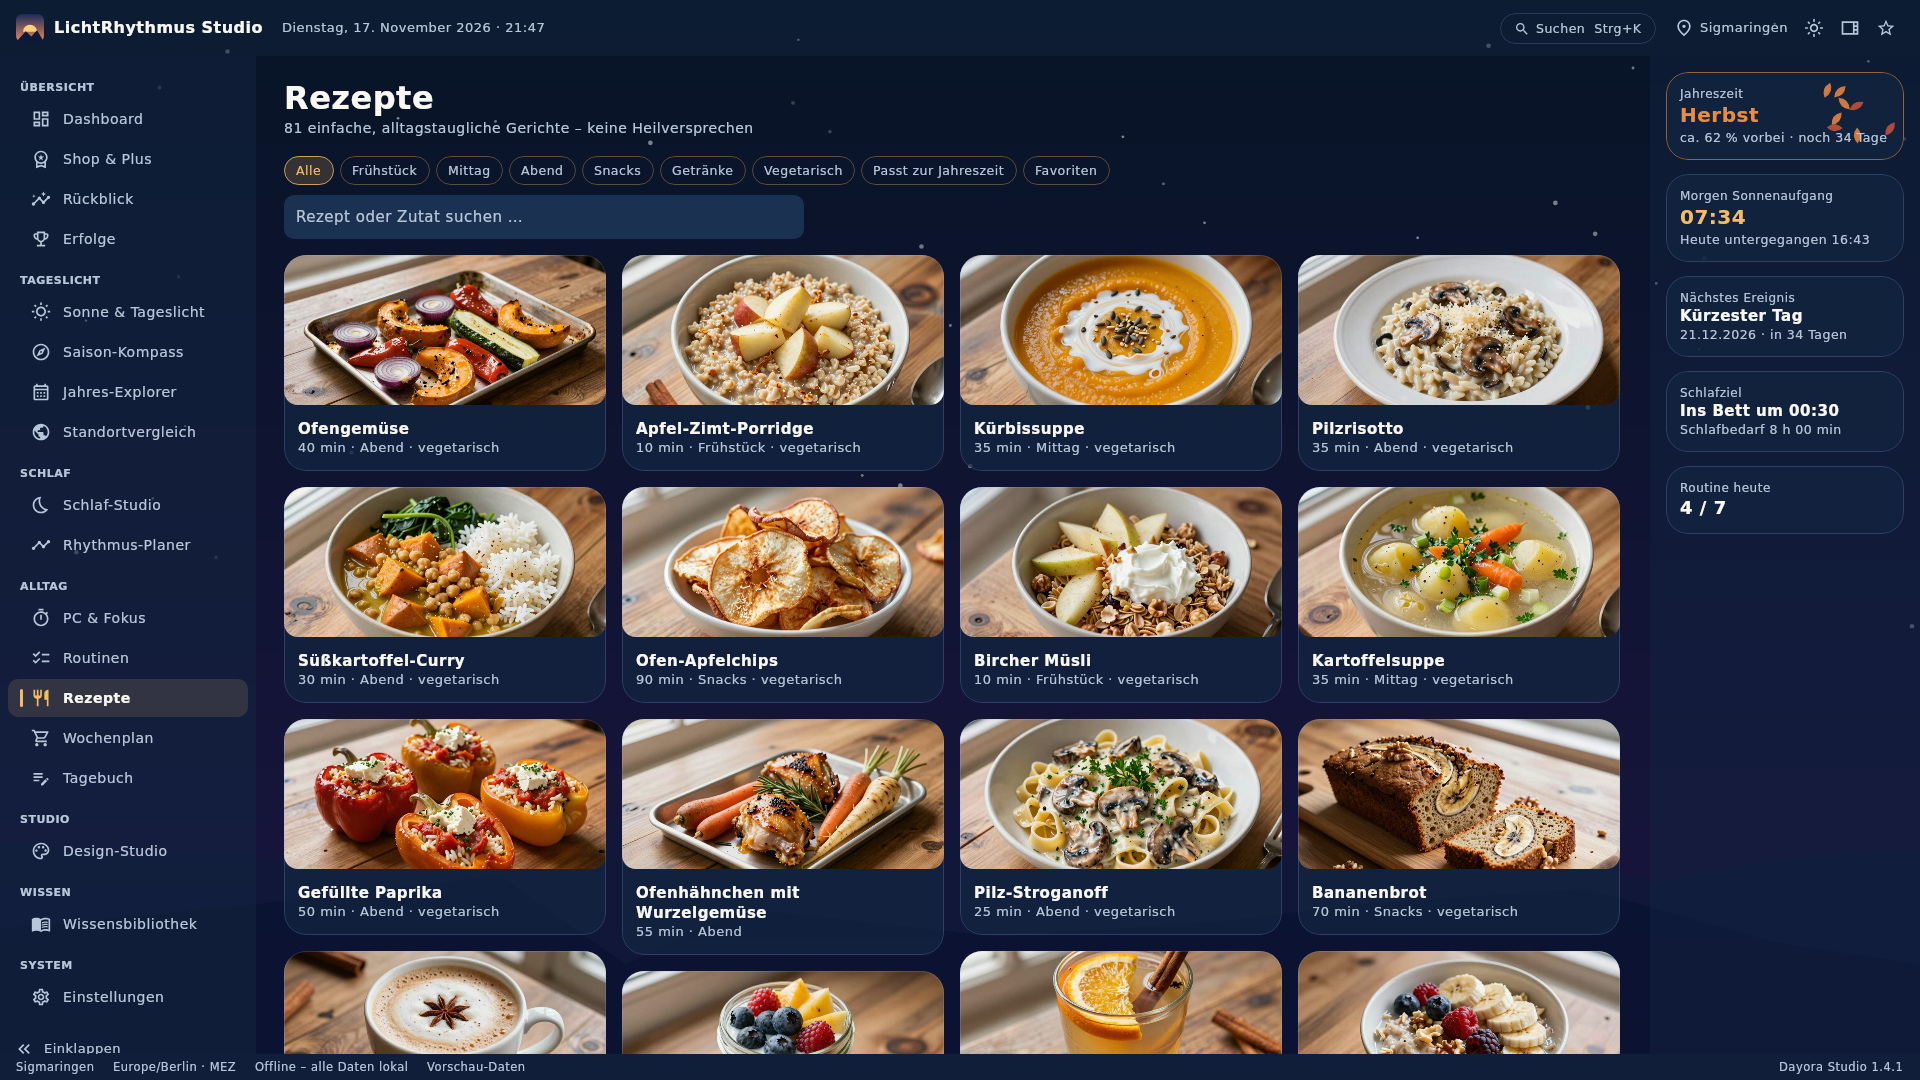 LichtRhythmus Studio
Dienstag, 17. November 2026 · 21:47
Suchen Strg+K
Sigmaringen
ÜBERSICHT
Dashboard
Shop & Plus
Rückblick
Erfolge
TAGESLICHT
Sonne & Tageslicht
Saison-Kompass
Jahres-Explorer
Standortvergleich
SCHLAF
Schlaf-Studio
Rhythmus-Planer
ALLTAG
PC & Fokus
Routinen
Rezepte
Wochenplan
Tagebuch
STUDIO
Design-Studio
WISSEN
Wissensbibliothek
SYSTEM
Einstellungen
Einklappen
Rezepte
81 einfache, alltagstaugliche Gerichte – keine Heilversprechen
Alle
Frühstück
Mittag
Abend
Snacks
Getränke
Vegetarisch
Passt zur Jahreszeit
Favoriten
Rezept oder Zutat suchen ...
Ofengemüse
40 min · Abend · vegetarisch
Apfel-Zimt-Porridge
10 min · Frühstück · vegetarisch
Kürbissuppe
35 min · Mittag · vegetarisch
Pilzrisotto
35 min · Abend · vegetarisch
Süßkartoffel-Curry
30 min · Abend · vegetarisch
Ofen-Apfelchips
90 min · Snacks · vegetarisch
Bircher Müsli
10 min · Frühstück · vegetarisch
Kartoffelsuppe
35 min · Mittag · vegetarisch
Gefüllte Paprika
50 min · Abend · vegetarisch
Ofenhähnchen mit
Wurzelgemüse
55 min · Abend
Pilz-Stroganoff
25 min · Abend · vegetarisch
Bananenbrot
70 min · Snacks · vegetarisch
Jahreszeit
Herbst
ca. 62 % vorbei · noch 34 Tage
Morgen Sonnenaufgang
07:34
Heute untergegangen 16:43
Nächstes Ereignis
Kürzester Tag
21.12.2026 · in 34 Tagen
Schlafziel
Ins Bett um 00:30
Schlafbedarf 8 h 00 min
Routine heute
4 / 7
Sigmaringen
Europe/Berlin · MEZ
Offline – alle Daten lokal
Vorschau-Daten
Dayora Studio 1.4.1